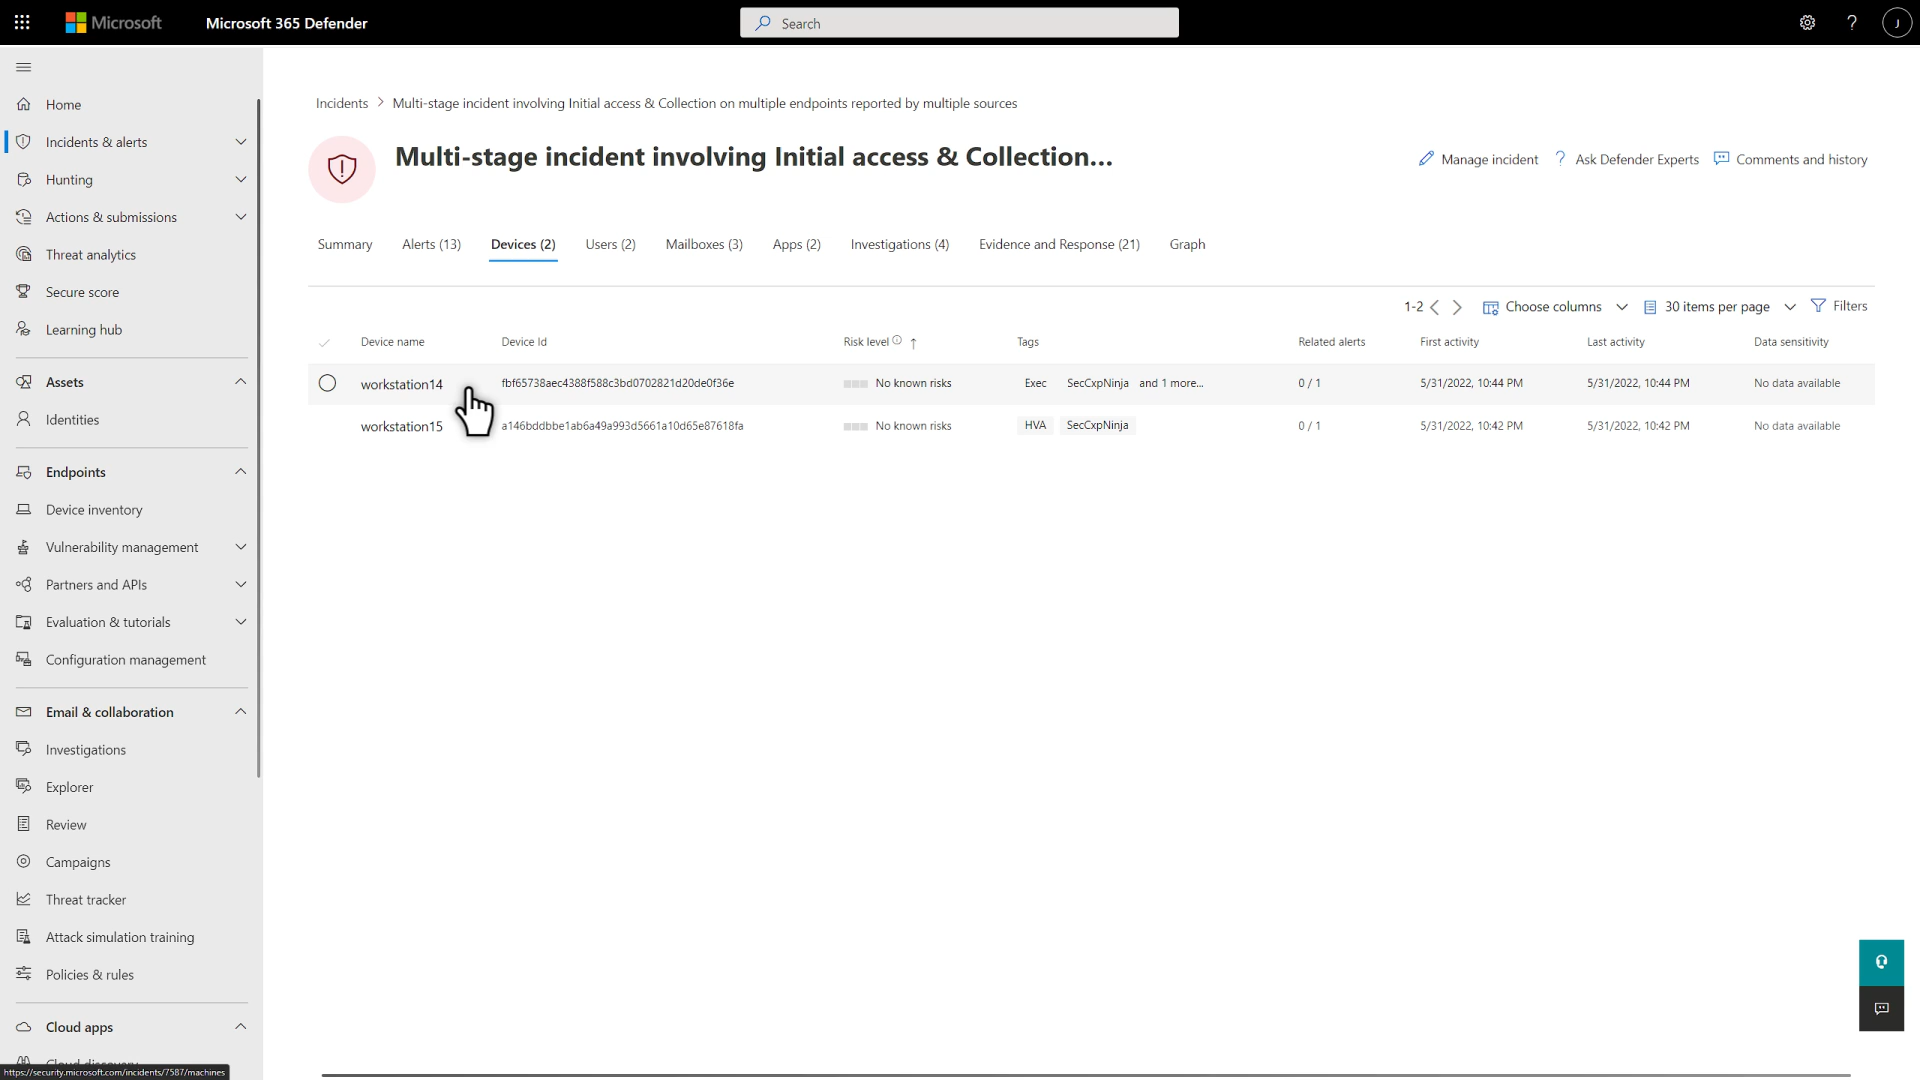 Microsoft
Microsoft 365 Defender
Search
?
J
Home
Incidents & alerts
Hunting
Actions & submissions
Threat analytics
Secure score
Learning hub
Assets
Identities
Endpoints
Device inventory
Vulnerability management
Partners and APIs
Evaluation & tutorials
Configuration management
Email & collaboration
Investigations
Explorer
Review
Campaigns
Threat tracker
Attack simulation training
Policies & rules
Cloud apps
Cloud discovery
https://security.microsoft.com/incidents/7587/machines
Incidents > Multi-stage incident involving Initial access & Collection on multiple endpoints reported by multiple sources
Multi-stage incident involving Initial access & Collection...
Manage incident ? Ask Defender Experts Comments and history
Summary Alerts (13) Devices (2) Users (2) Mailboxes (3) Apps (2) Investigations (4) Evidence and Response (21) Graph
1-2 Choose columns 30 items per page Filters
Device name Device Id Risk level Tags Related alerts First activity Last activity Data sensitivity
workstation14 fbf65738aec4388f588c3bd0702821d20de0f36e No known risks Exec SecCxpNinja and 1 more... 0 / 1 5/31/2022, 10:44 PM 5/31/2022, 10:44 PM No data available
workstation15 a146bddbbe1ab6a49a993d5661a10d65e87618fa No known risks HVA SecCxpNinja 0 / 1 5/31/2022, 10:42 PM 5/31/2022, 10:42 PM No data available